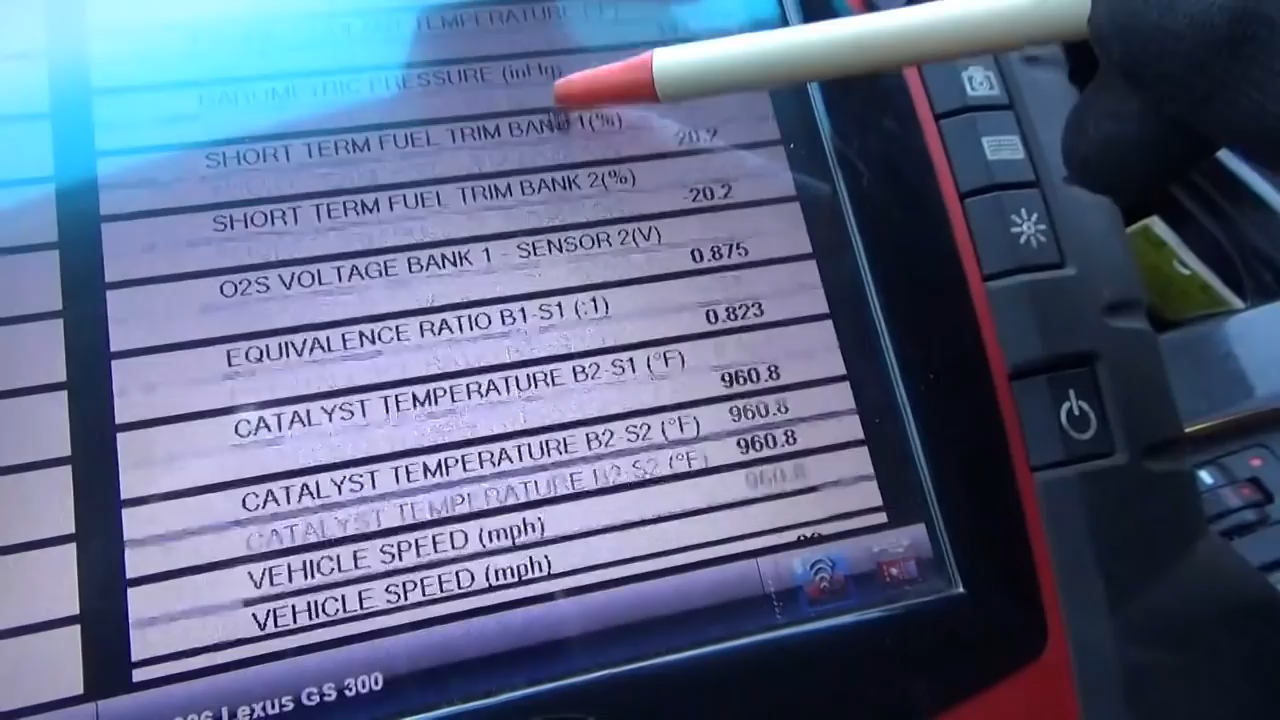 TEMPERATURE
BAROMETRIC PRESSURE (inHg)
SHORT TERM FUEL TRIM BANK 1(%) 20.2
SHORT TERM FUEL TRIM BANK 2(%) -20.2
O2S VOLTAGE BANK 1 - SENSOR 2(V) 0.875
EQUIVALENCE RATIO B1-S1 (:1) 0.823
CATALYST TEMPERATURE B2-S1 (°F) 960.8
960.8
CATALYST TEMPERATURE B2-S2 (°F) 960.8
CATALYST TEMPERATURE B2-S2 (°F) 960.8
VEHICLE SPEED (mph)
VEHICLE SPEED (mph)
Lexus GS 300